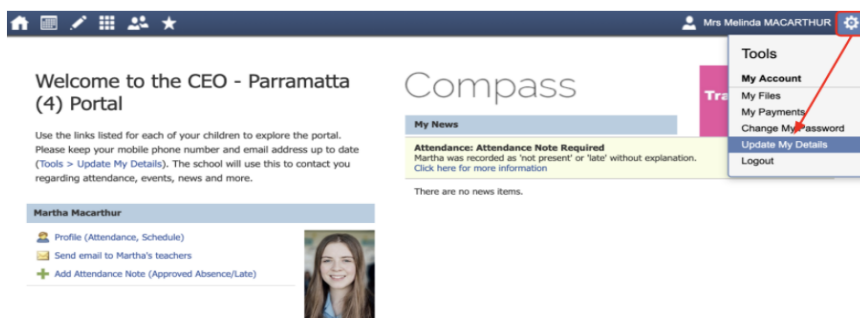 Mrs Melinda MACARTHUR
Tools
My Account
My Files
My Payments
Change My Password
Update My Details
Logout
Welcome to the CEO - Parramatta
(4) Portal
Use the links listed for each of your children to explore the portal.
Please keep your mobile phone number and email address up to date
(Tools > Update My Details). The school will use this to contact you
regarding attendance, events, news and more.
Martha Macarthur
Profile (Attendance, Schedule)
Send email to Martha's teachers
Add Attendance Note (Approved Absence/Late)
Compass
Tra
My News
Attendance: Attendance Note Required
Martha was recorded as 'not present' or 'late' without explanation.
Click here for more information
There are no news items.